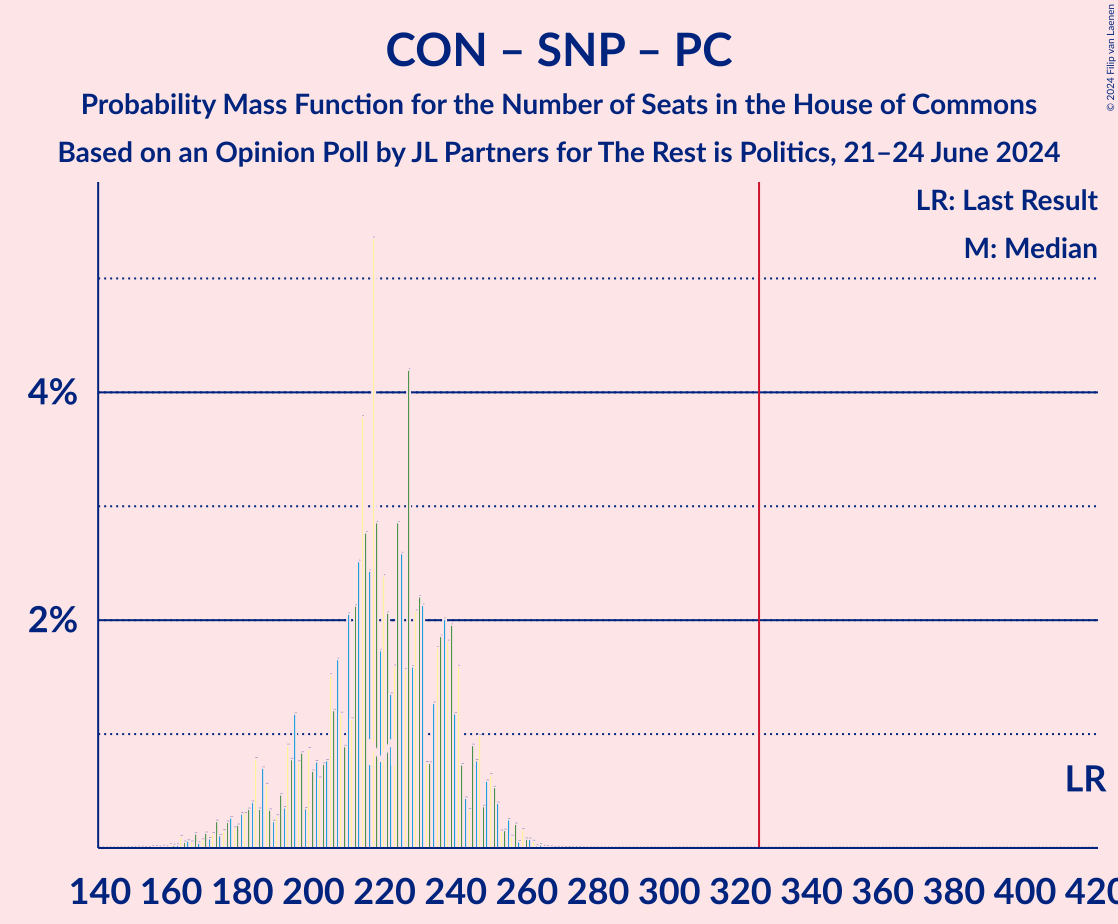 CON – SNP – PC
Probability Mass Function for the Number of Seats in the House of Commons
Based on an Opinion Poll by JL Partners for The Rest is Politics, 21–24 June 2024
© 2024 Filip van Laenen
LR: Last Result
M: Median
4%
2%
LR
140 160 180 200 220 240 260 280 300 320 340 360 380 400 420